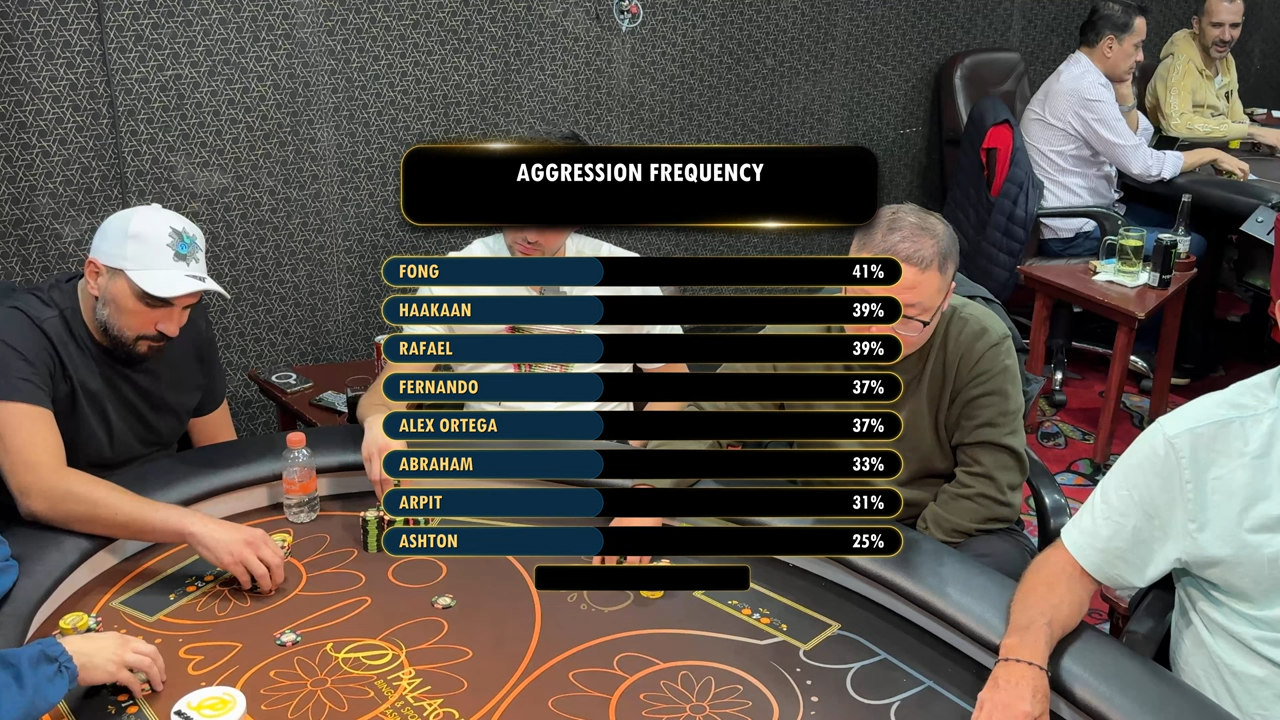 AGGRESSION FREQUENCY
FONG 41%
HAAKAAN 39%
RAFAEL 39%
FERNANDO 37%
ALEX ORTEGA 37%
ABRAHAM 33%
ARPIT 31%
ASHTON 25%